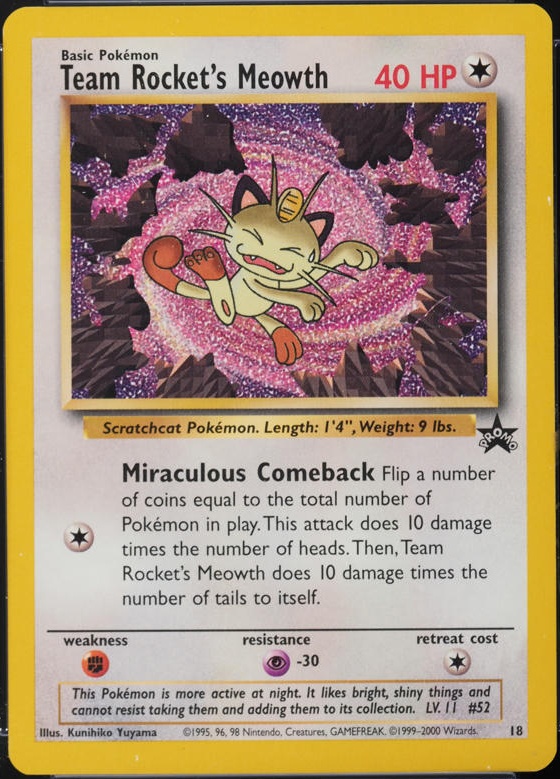 Basic Pokémon
Team Rocket's Meowth 40 HP
Scratchcat Pokémon. Length: 1'4", Weight: 9 lbs.
PROMO
Miraculous Comeback Flip a number
of coins equal to the total number of
Pokémon in play. This attack does 10 damage
times the number of heads. Then, Team
Rocket's Meowth does 10 damage times the
number of tails to itself.
weakness resistance retreat cost
-30
This Pokémon is more active at night. It likes bright, shiny things and
cannot resist taking them and adding them to its collection. LV. 11 #52
Illus. Kunihiko Yuyama ©1995, 96, 98 Nintendo, Creatures, GAMEFREAK. ©1999-2000 Wizards. 18